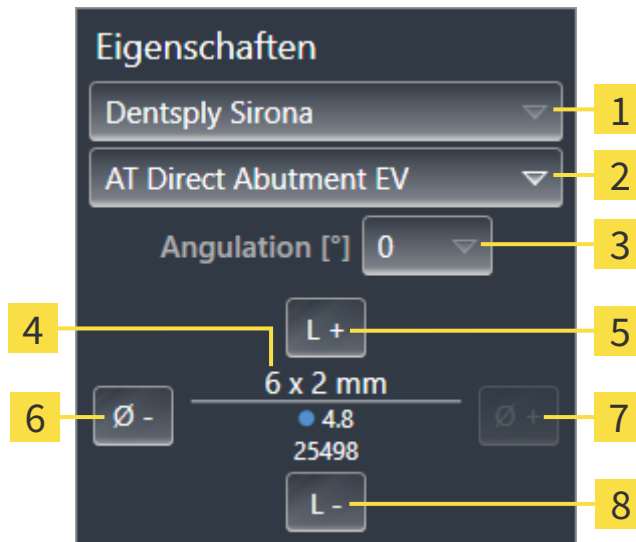 Eigenschaften
Dentsply Sirona
1
AT Direct Abutment EV
2
Angulation [°] 0
3
4
L +
5
6 x 2 mm
6
Ø -
● 4.8
Ø +
7
25498
L -
8